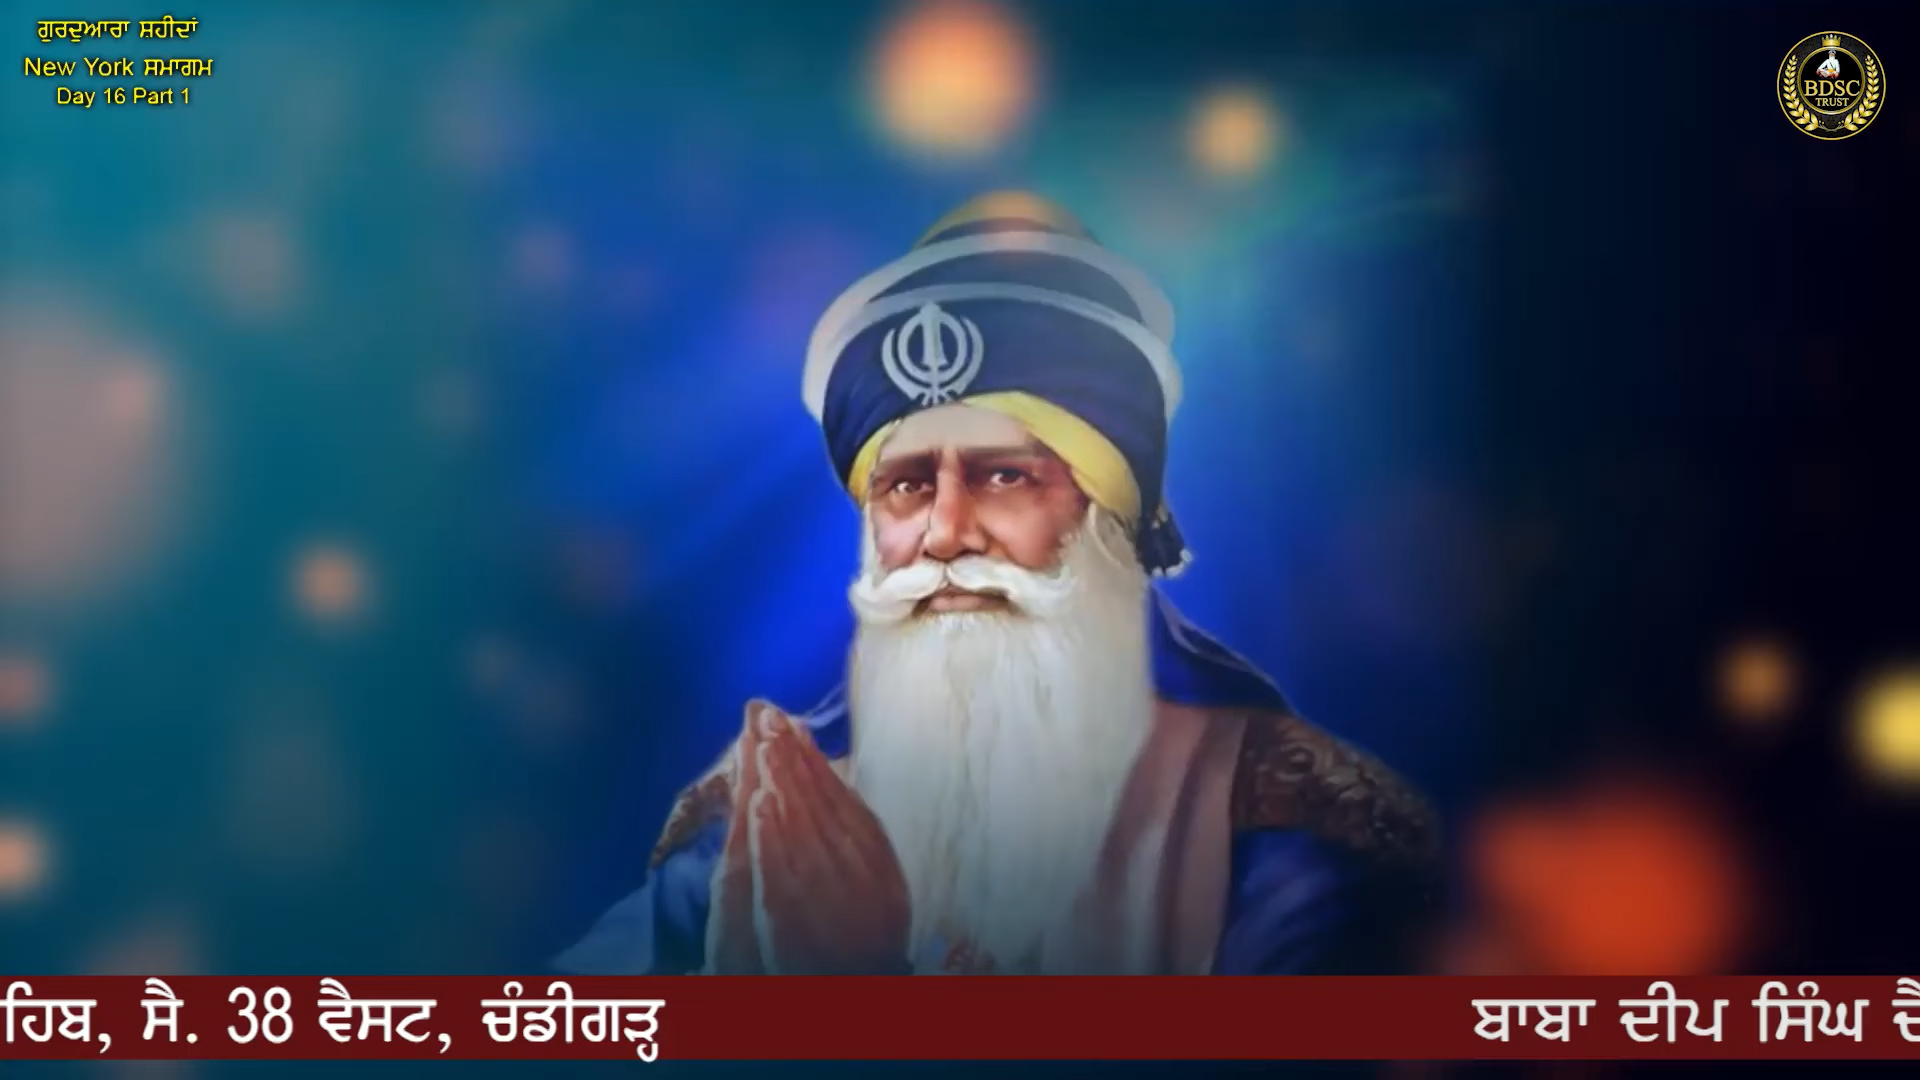 ਗੁਰਦੁਆਰਾ ਸ਼ਹੀਦਾਂ
New York ਸਮਾਗਮ
Day 16 Part 1
BDSC
TRUST
ਹਿਬ, ਸੈ. 38 ਵੈਸਟ, ਚੰਡੀਗੜ੍ਹ
ਬਾਬਾ ਦੀਪ ਸਿੰਘ ਚੈ